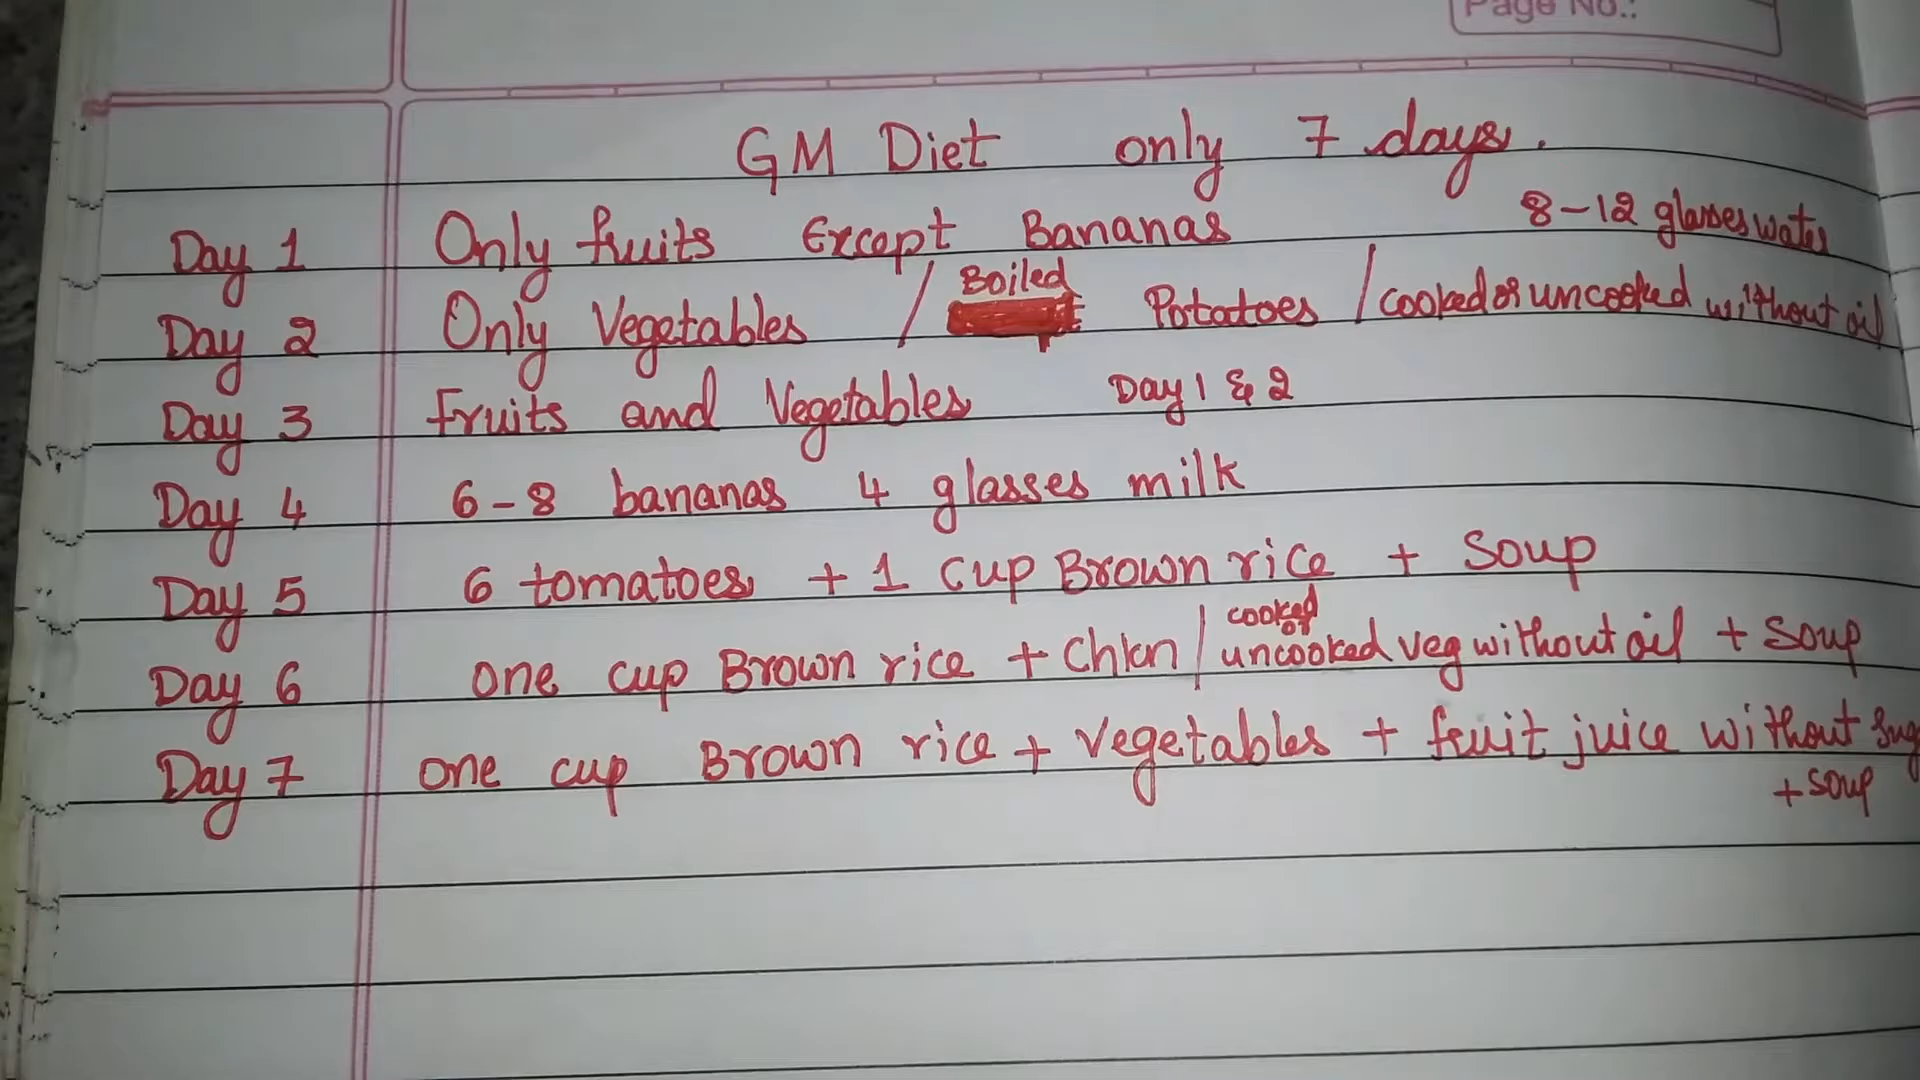 Page No.:
GM Diet only 7 days.
Day 1 Only fruits Except Bananas 8-12 glasses water
Day 2 Only Vegetables / Boiled Potatoes / cooked or uncooked without oil
Day 3 Fruits and Vegetables Day 1 & 2
Day 4 6-8 bananas 4 glasses milk
Day 5 6 tomatoes + 1 cup Brown rice + Soup
Day 6 one cup Brown rice + Chkn / cooked or uncooked veg without oil + Soup
Day 7 one cup Brown rice + vegetables + fruit juice without Sug
+ soup